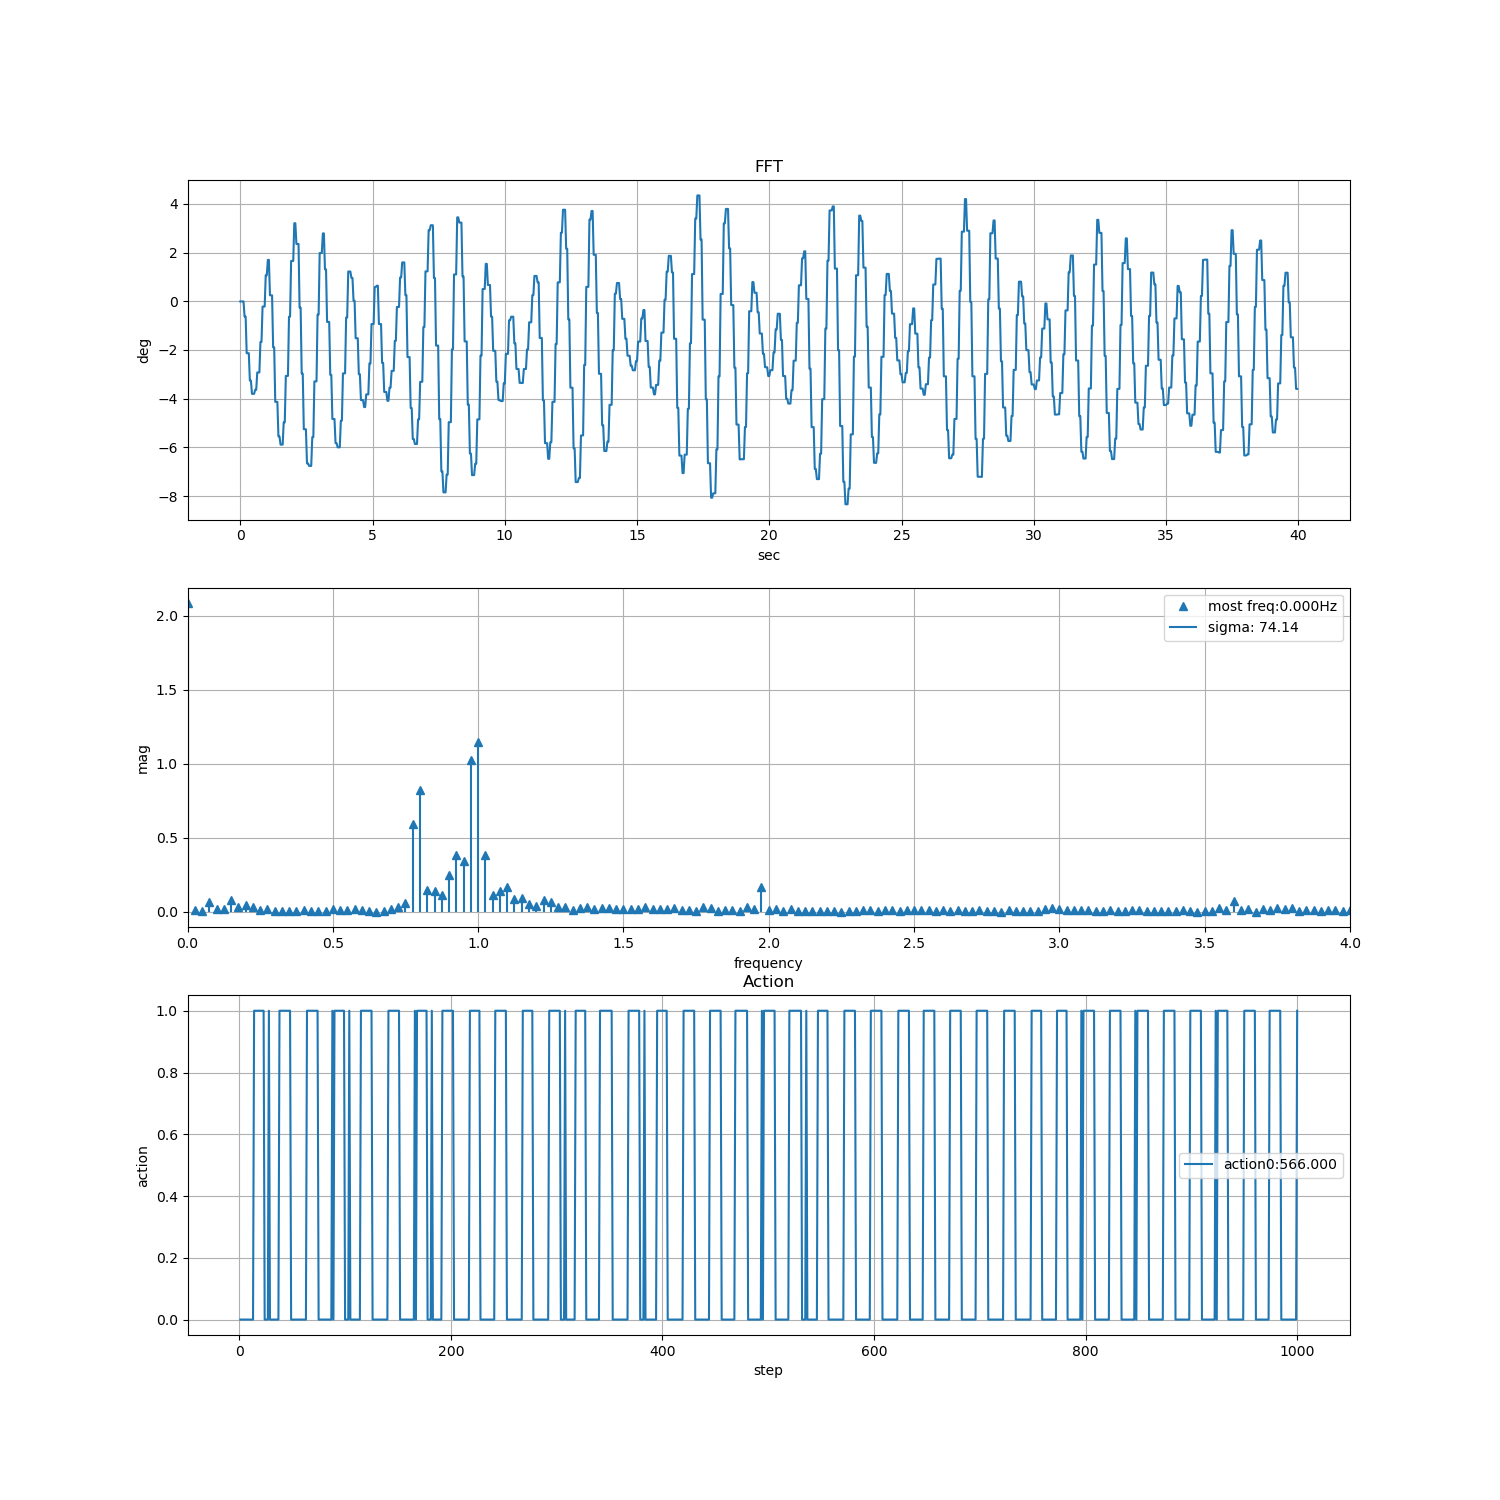 FFT
4
2
0
−2
−4
−6
−8
deg
0 5 10 15 20 25 30 35 40
sec
2.0
1.5
1.0
0.5
0.0
mag
most freq:0.000Hz
sigma: 74.14
0.0 0.5 1.0 1.5 2.0 2.5 3.0 3.5 4.0
frequency
Action
1.0
0.8
0.6
0.4
0.2
0.0
action
action0:566.000
0 200 400 600 800 1000
step